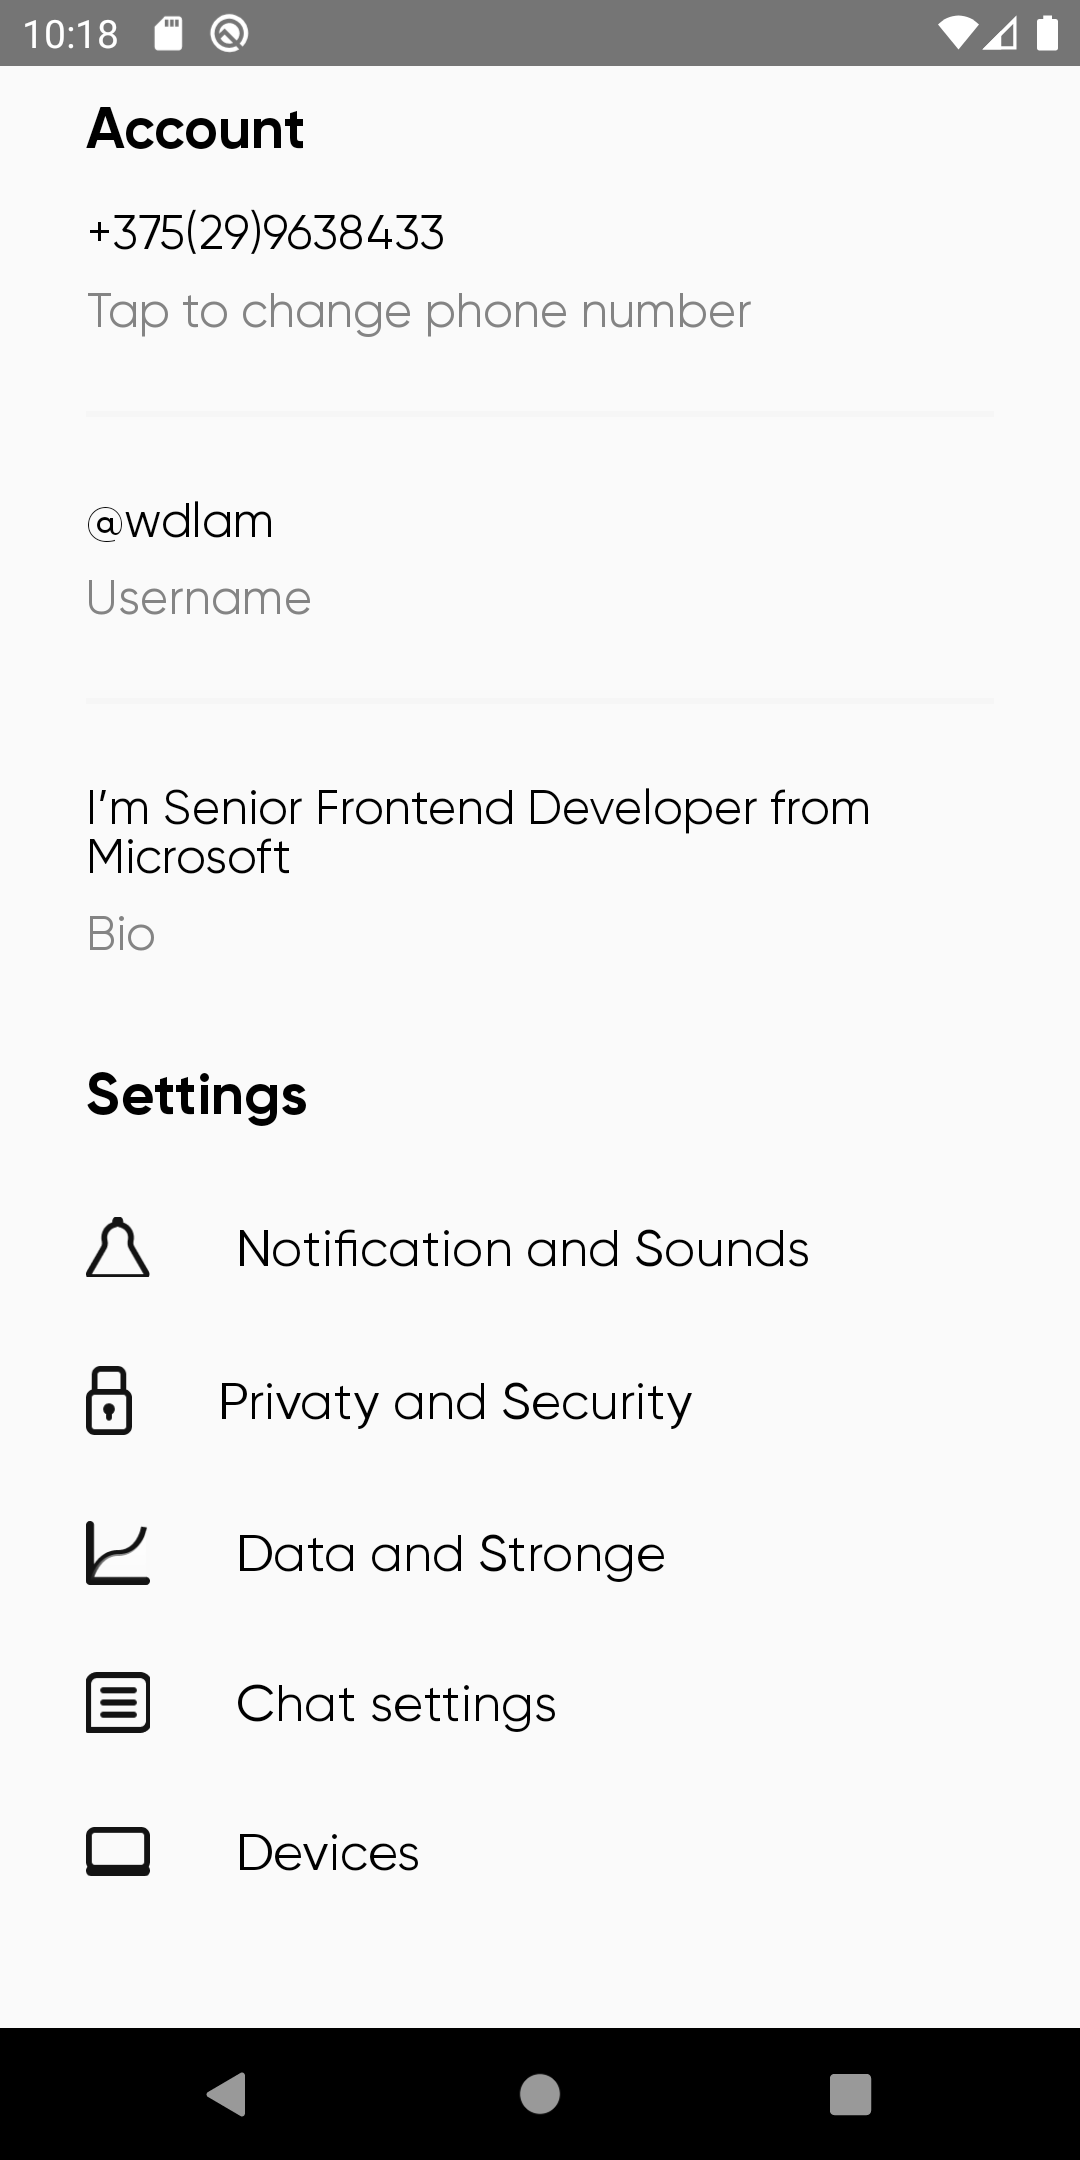 10:18
Account
+375(29)9638433
Tap to change phone number
@wdlam
Username
I’m Senior Frontend Developer from
Microsoft
Bio
Settings
Notification and Sounds
Privaty and Security
Data and Stronge
Chat settings
Devices